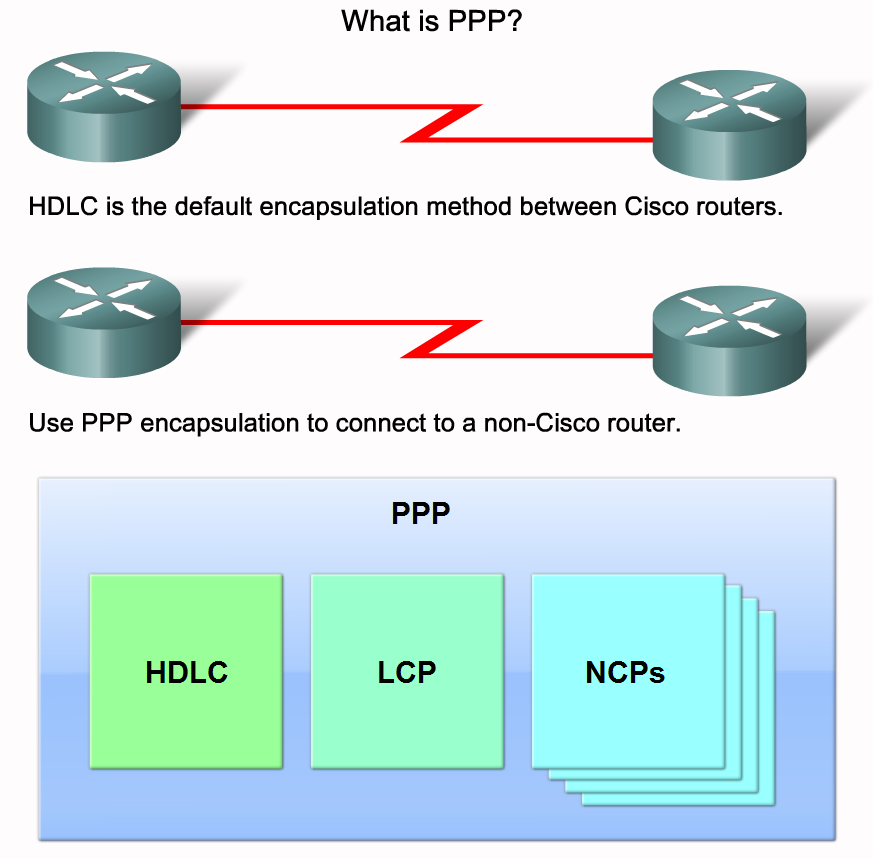 What is PPP?
HDLC is the default encapsulation method between Cisco routers.
Use PPP encapsulation to connect to a non-Cisco router.
PPP
HDLC
LCP
NCPs